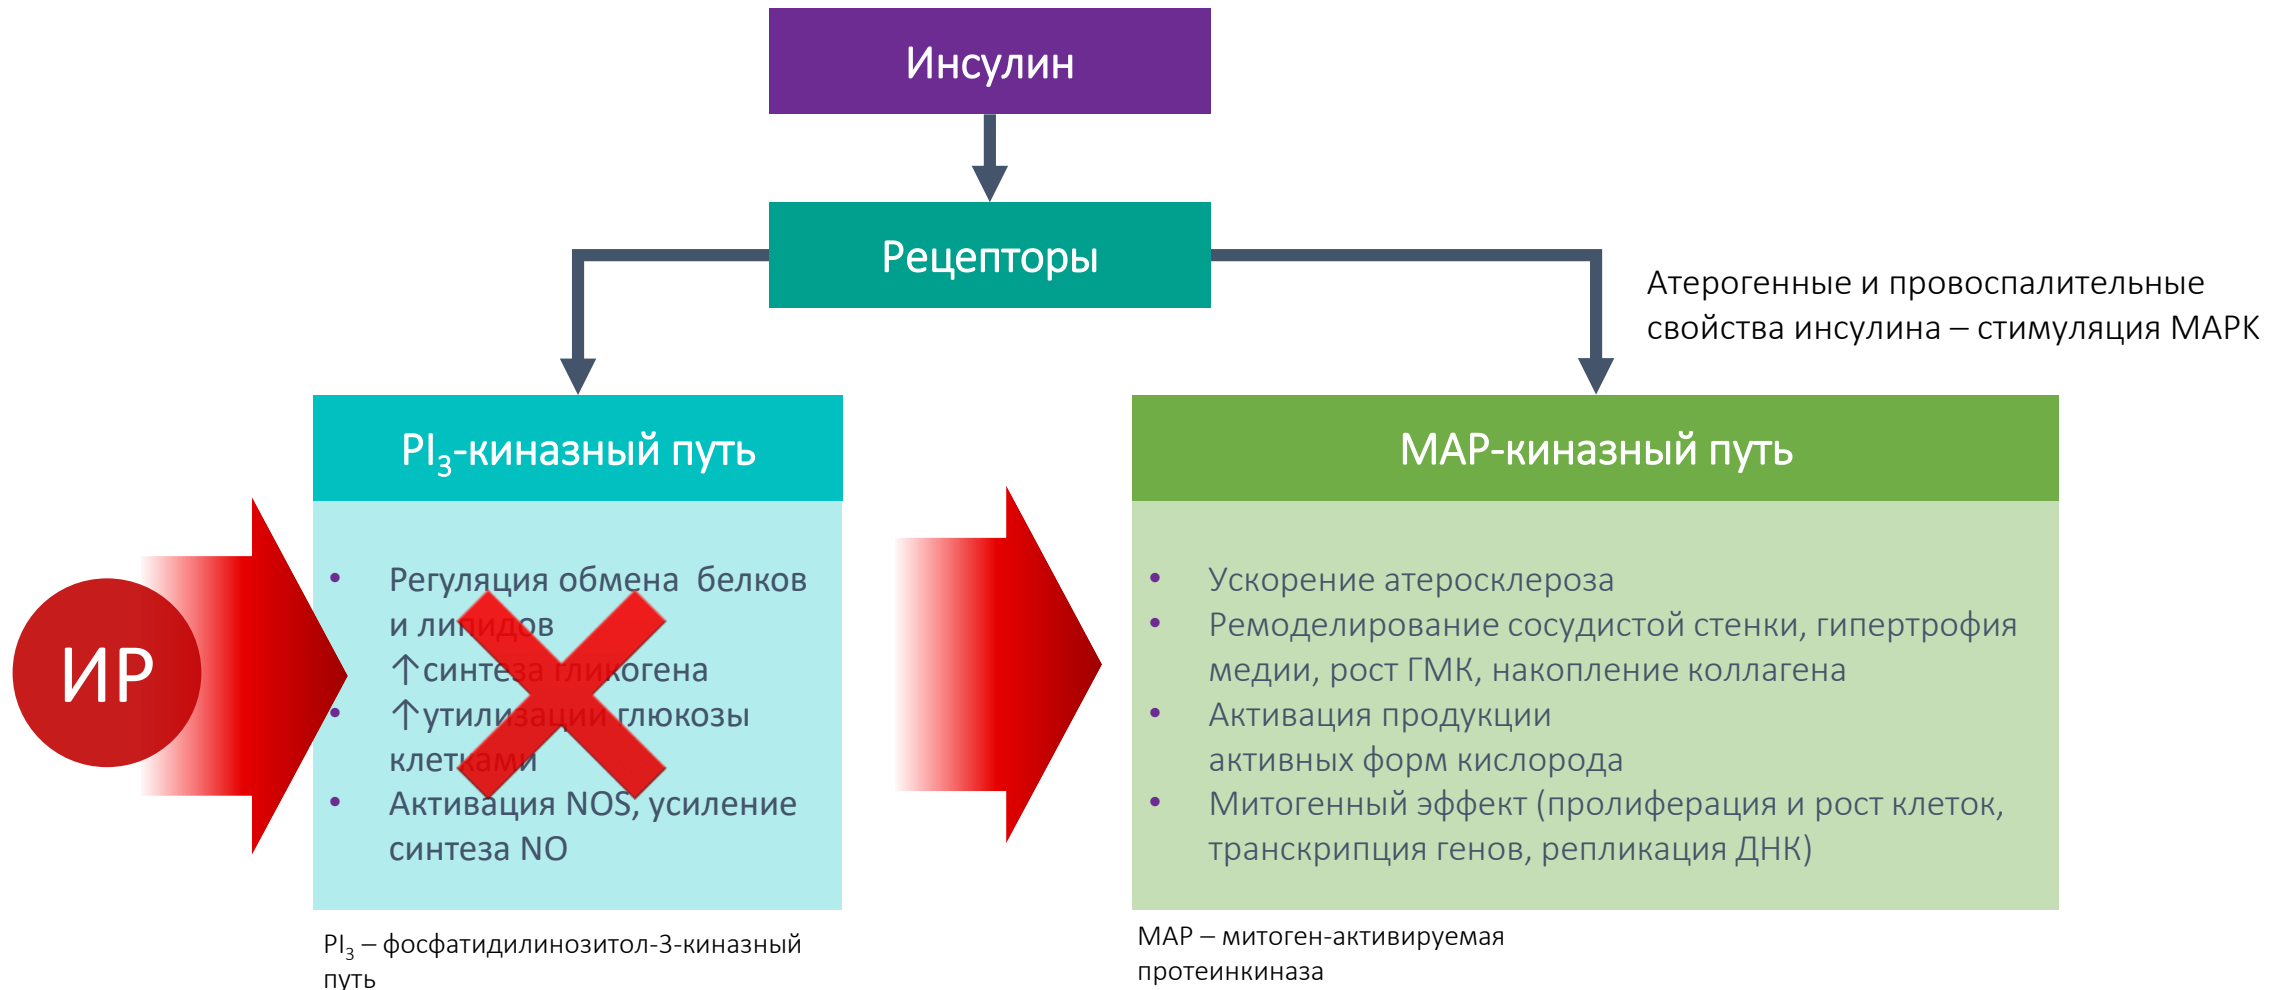 Инсулин
Рецепторы
Атерогенные и провоспалительные
свойства инсулина – стимуляция МАРК
PI₃-киназный путь
МАР-киназный путь
ИР
• Регуляция обмена белков
и липидов
↑синтеза гликогена
• ↑утилизации глюкозы
клетками
• Активация NOS, усиление
синтеза NO
• Ускорение атеросклероза
• Ремоделирование сосудистой стенки, гипертрофия
медии, рост ГМК, накопление коллагена
• Активация продукции
активных форм кислорода
• Митогенный эффект (пролиферация и рост клеток,
транскрипция генов, репликация ДНК)
PI₃ – фосфатидилинозитол-3-киназный
путь
МАР – митоген-активируемая
протеинкиназа